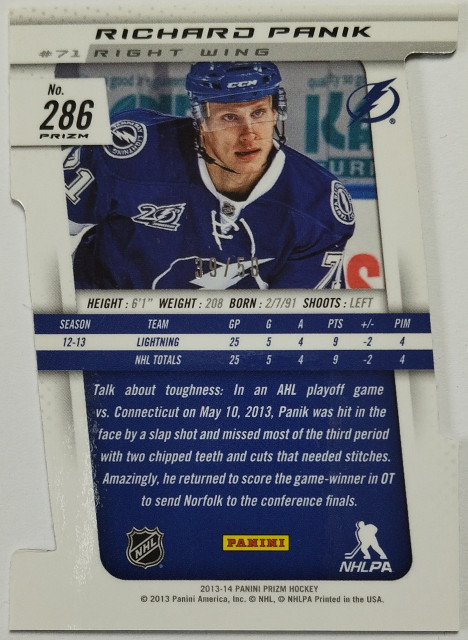 RICHARD PANIK
#71 RIGHT WING
No.
286
PRIZM
CCM
39/50
HEIGHT : 6'1" WEIGHT : 208 BORN : 2/7/91 SHOOTS : LEFT
SEASON TEAM GP G A PTS +/- PIM
12-13 LIGHTNING 25 5 4 9 -2 4
NHL TOTALS 25 5 4 9 -2 4
Talk about toughness: In an AHL playoff game
vs. Connecticut on May 10, 2013, Panik was hit in the
face by a slap shot and missed most of the third period
with two chipped teeth and cuts that needed stitches.
Amazingly, he returned to score the game-winner in OT
to send Norfolk to the conference finals.
NHL
PANINI
NHLPA
2013-14 PANINI PRIZM HOCKEY
© 2013 Panini America, Inc. © NHL, © NHLPA Printed in the USA.